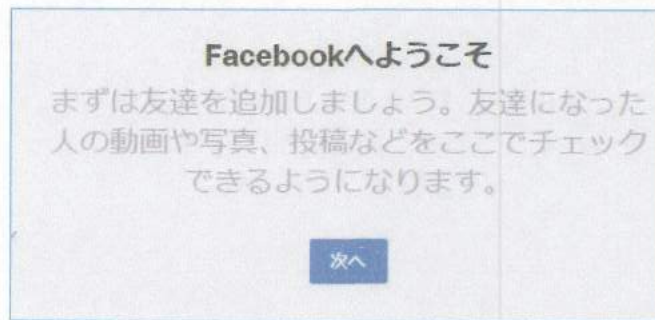 Facebookへようこそ
まずは友達を追加しましょう。友達になった
人の動画や写真、投稿などをここでチェック
できるようになります。
次へ